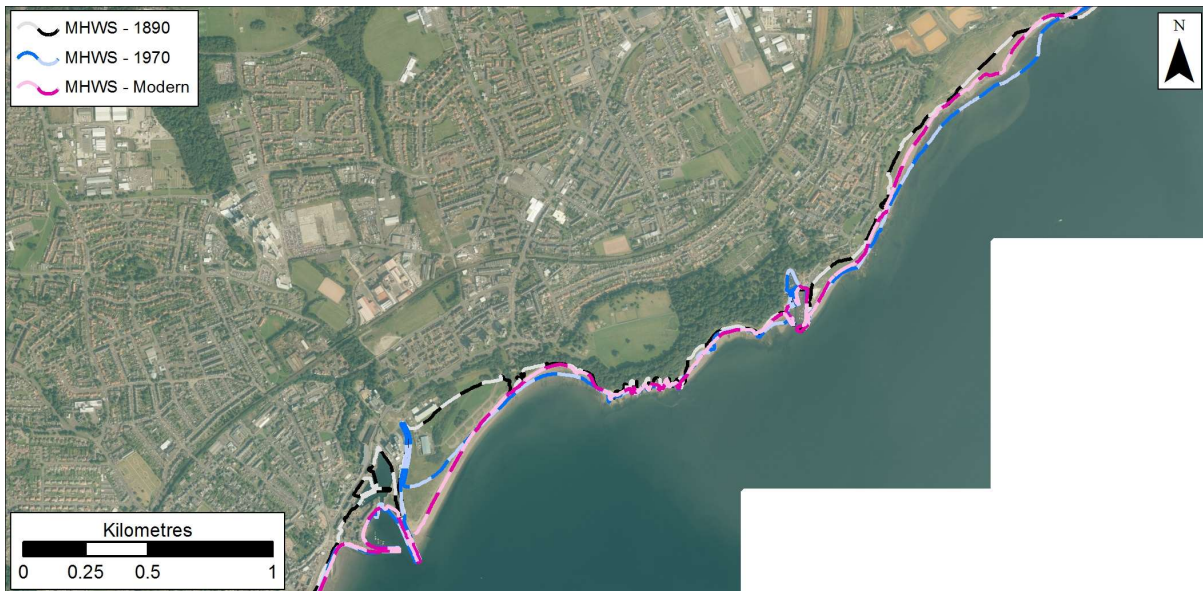 MHWS - 1890
MHWS - 1970
MHWS - Modern
N
Kilometres
0 0.25 0.5 1